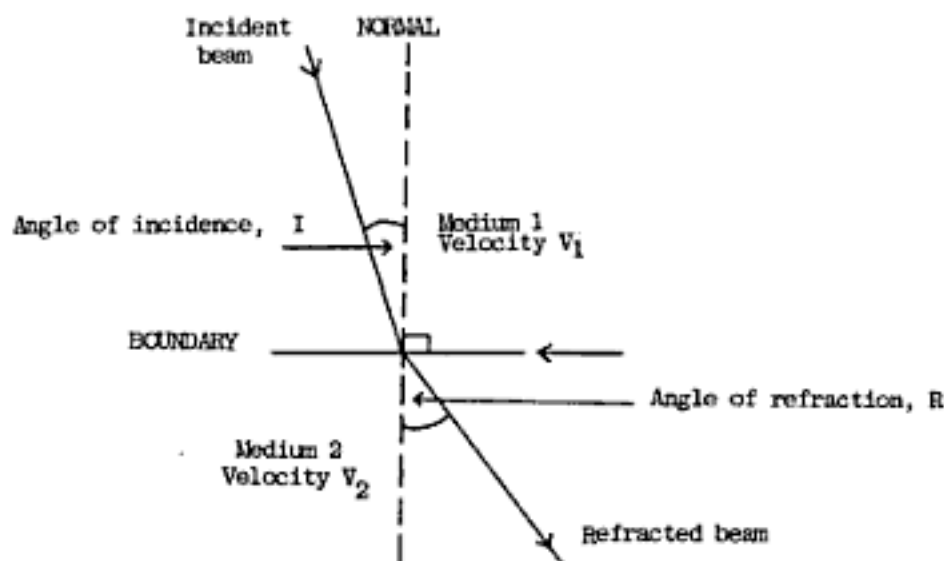 Incident
beam
NORMAL
Angle of incidence, I
Medium 1
Velocity V₁
BOUNDARY
Angle of refraction, R
Medium 2
Velocity V₂
Refracted beam